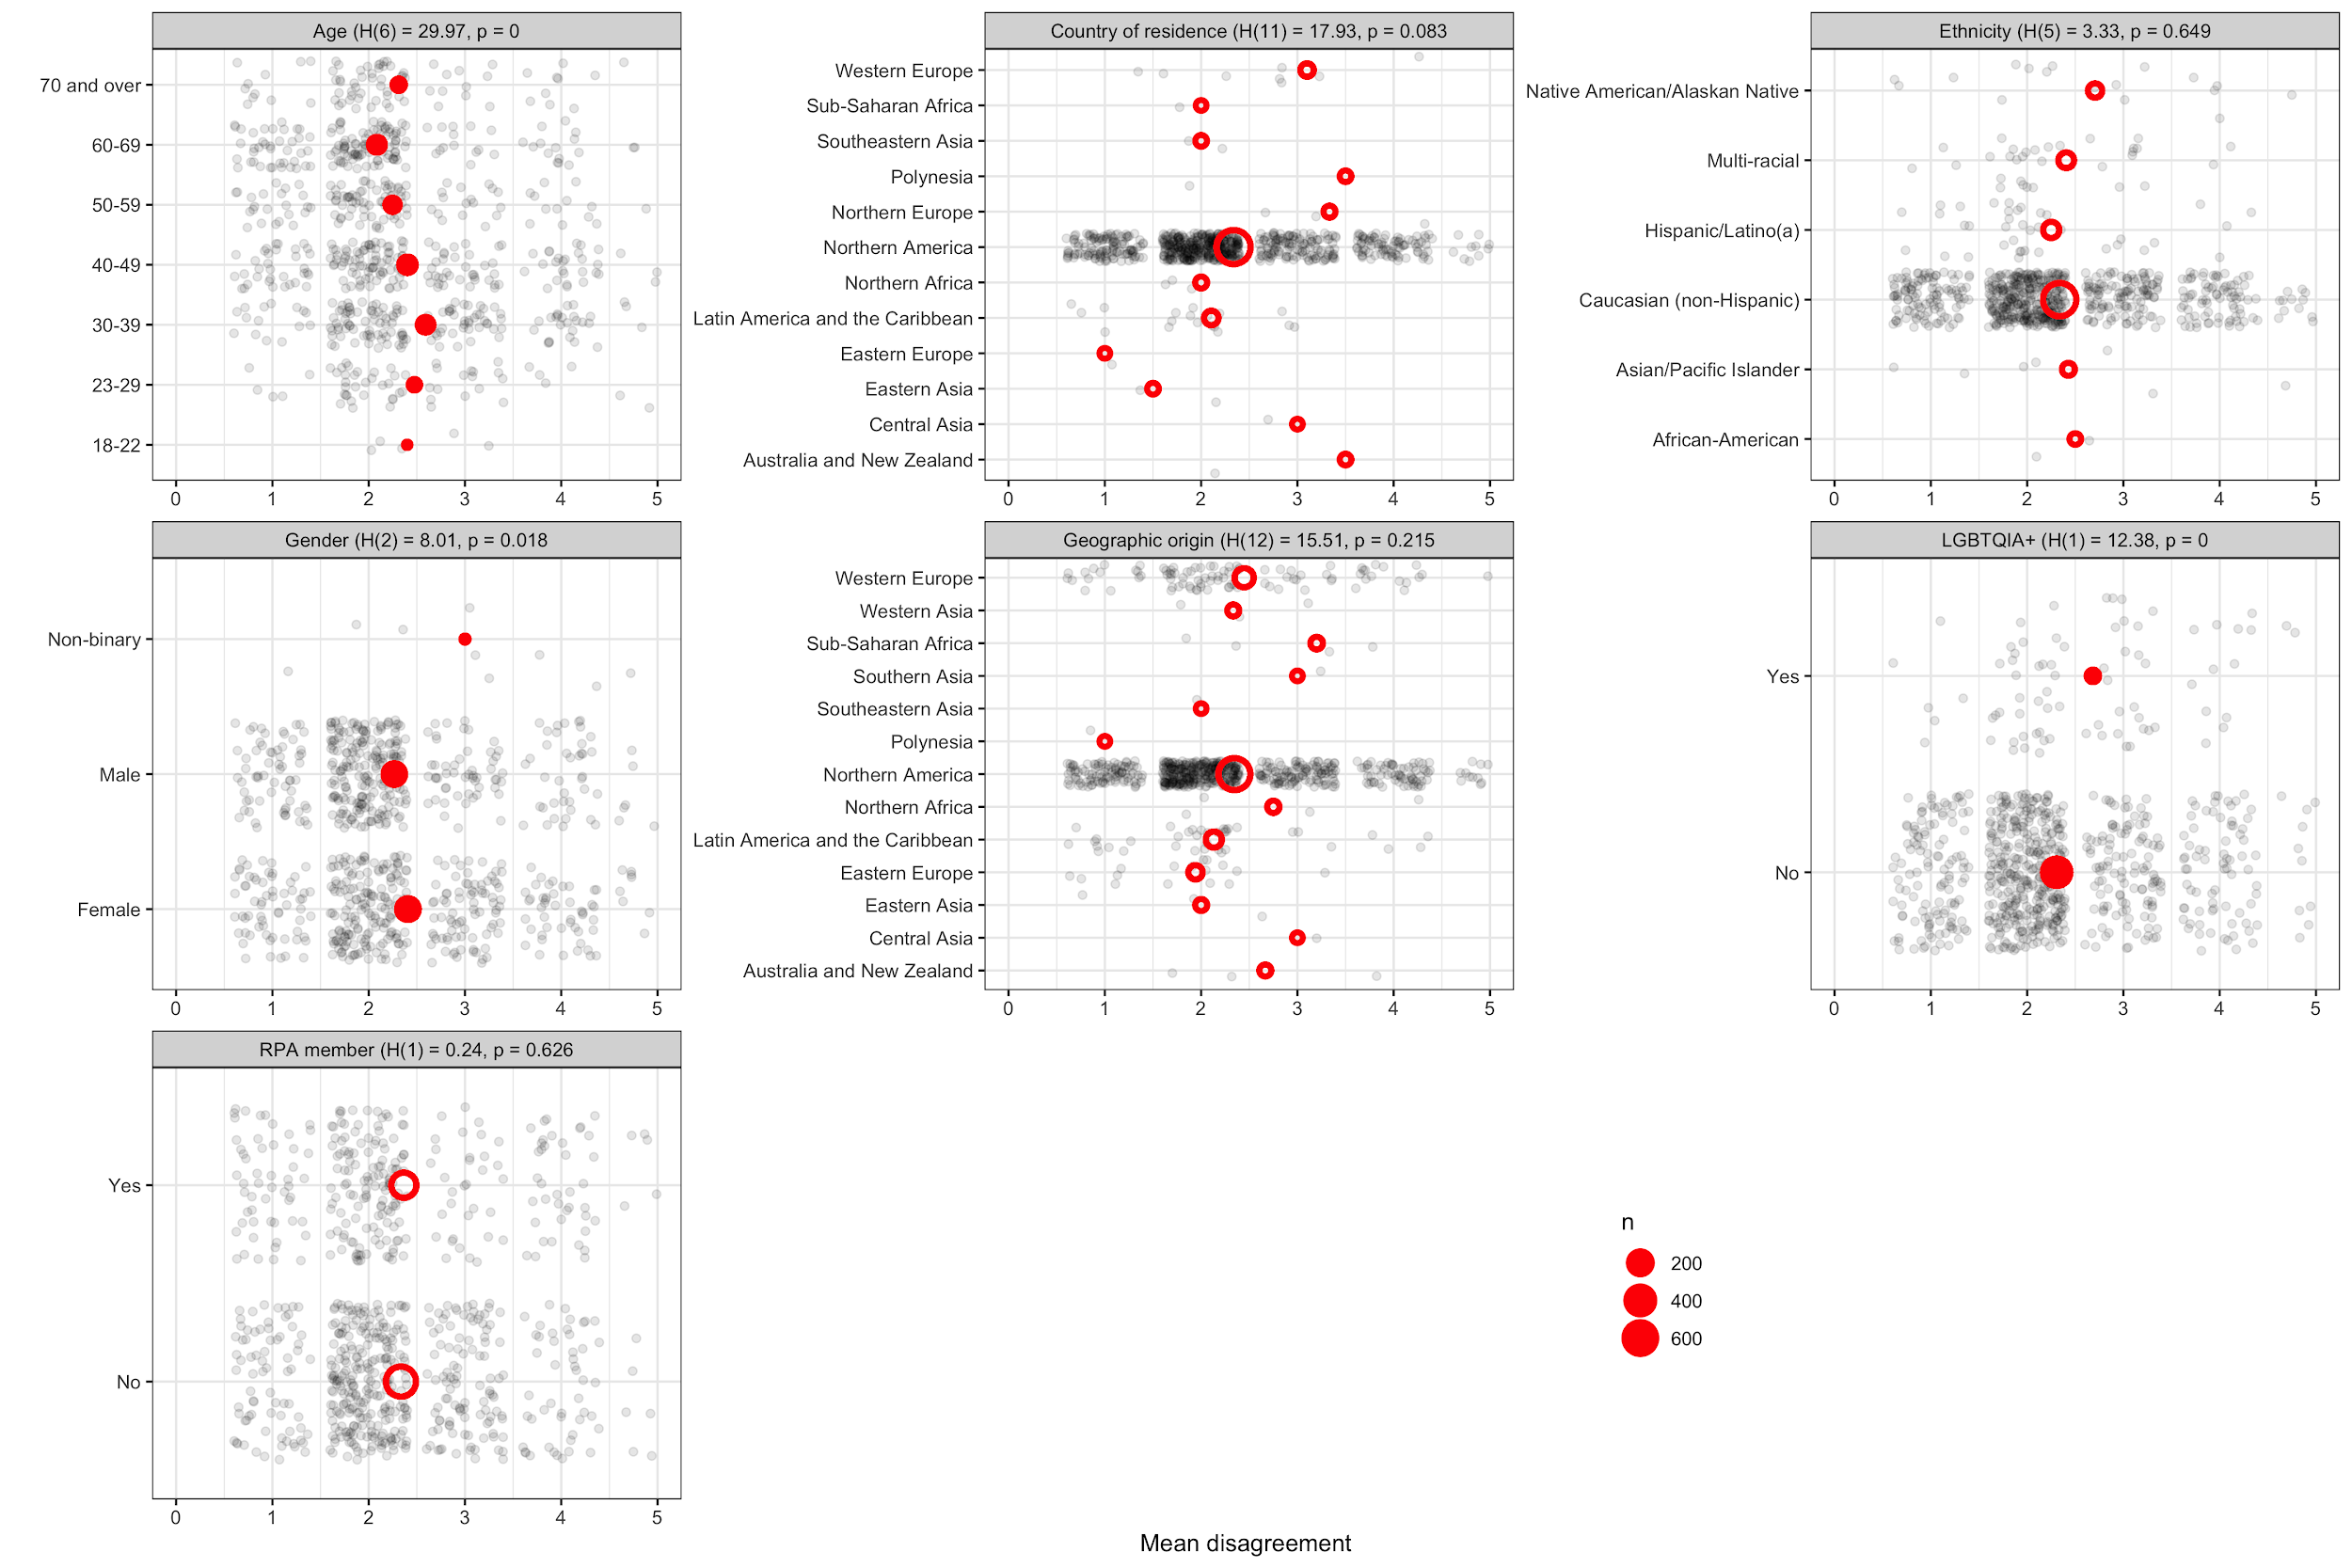 Age (H(6) = 29.97, p = 0)
70 and over
60-69
50-59
40-49
30-39
23-29
18-22
0 1 2 3 4 5
Country of residence (H(11) = 17.93, p = 0.083)
Western Europe
Sub-Saharan Africa
Southeastern Asia
Polynesia
Northern Europe
Northern America
Northern Africa
Latin America and the Caribbean
Eastern Europe
Eastern Asia
Central Asia
Australia and New Zealand
0 1 2 3 4 5
Ethnicity (H(5) = 3.33, p = 0.649)
Native American/Alaskan Native
Multi-racial
Hispanic/Latino(a)
Caucasian (non-Hispanic)
Asian/Pacific Islander
African-American
0 1 2 3 4 5
Gender (H(2) = 8.01, p = 0.018)
Non-binary
Male
Female
0 1 2 3 4 5
Geographic origin (H(12) = 15.51, p = 0.215)
Western Europe
Western Asia
Sub-Saharan Africa
Southern Asia
Southeastern Asia
Polynesia
Northern America
Northern Africa
Latin America and the Caribbean
Eastern Europe
Eastern Asia
Central Asia
Australia and New Zealand
0 1 2 3 4 5
LGBTQIA+ (H(1) = 12.38, p = 0)
Yes
No
0 1 2 3 4 5
RPA member (H(1) = 0.24, p = 0.626)
Yes
No
0 1 2 3 4 5
n
200
400
600
Mean disagreement